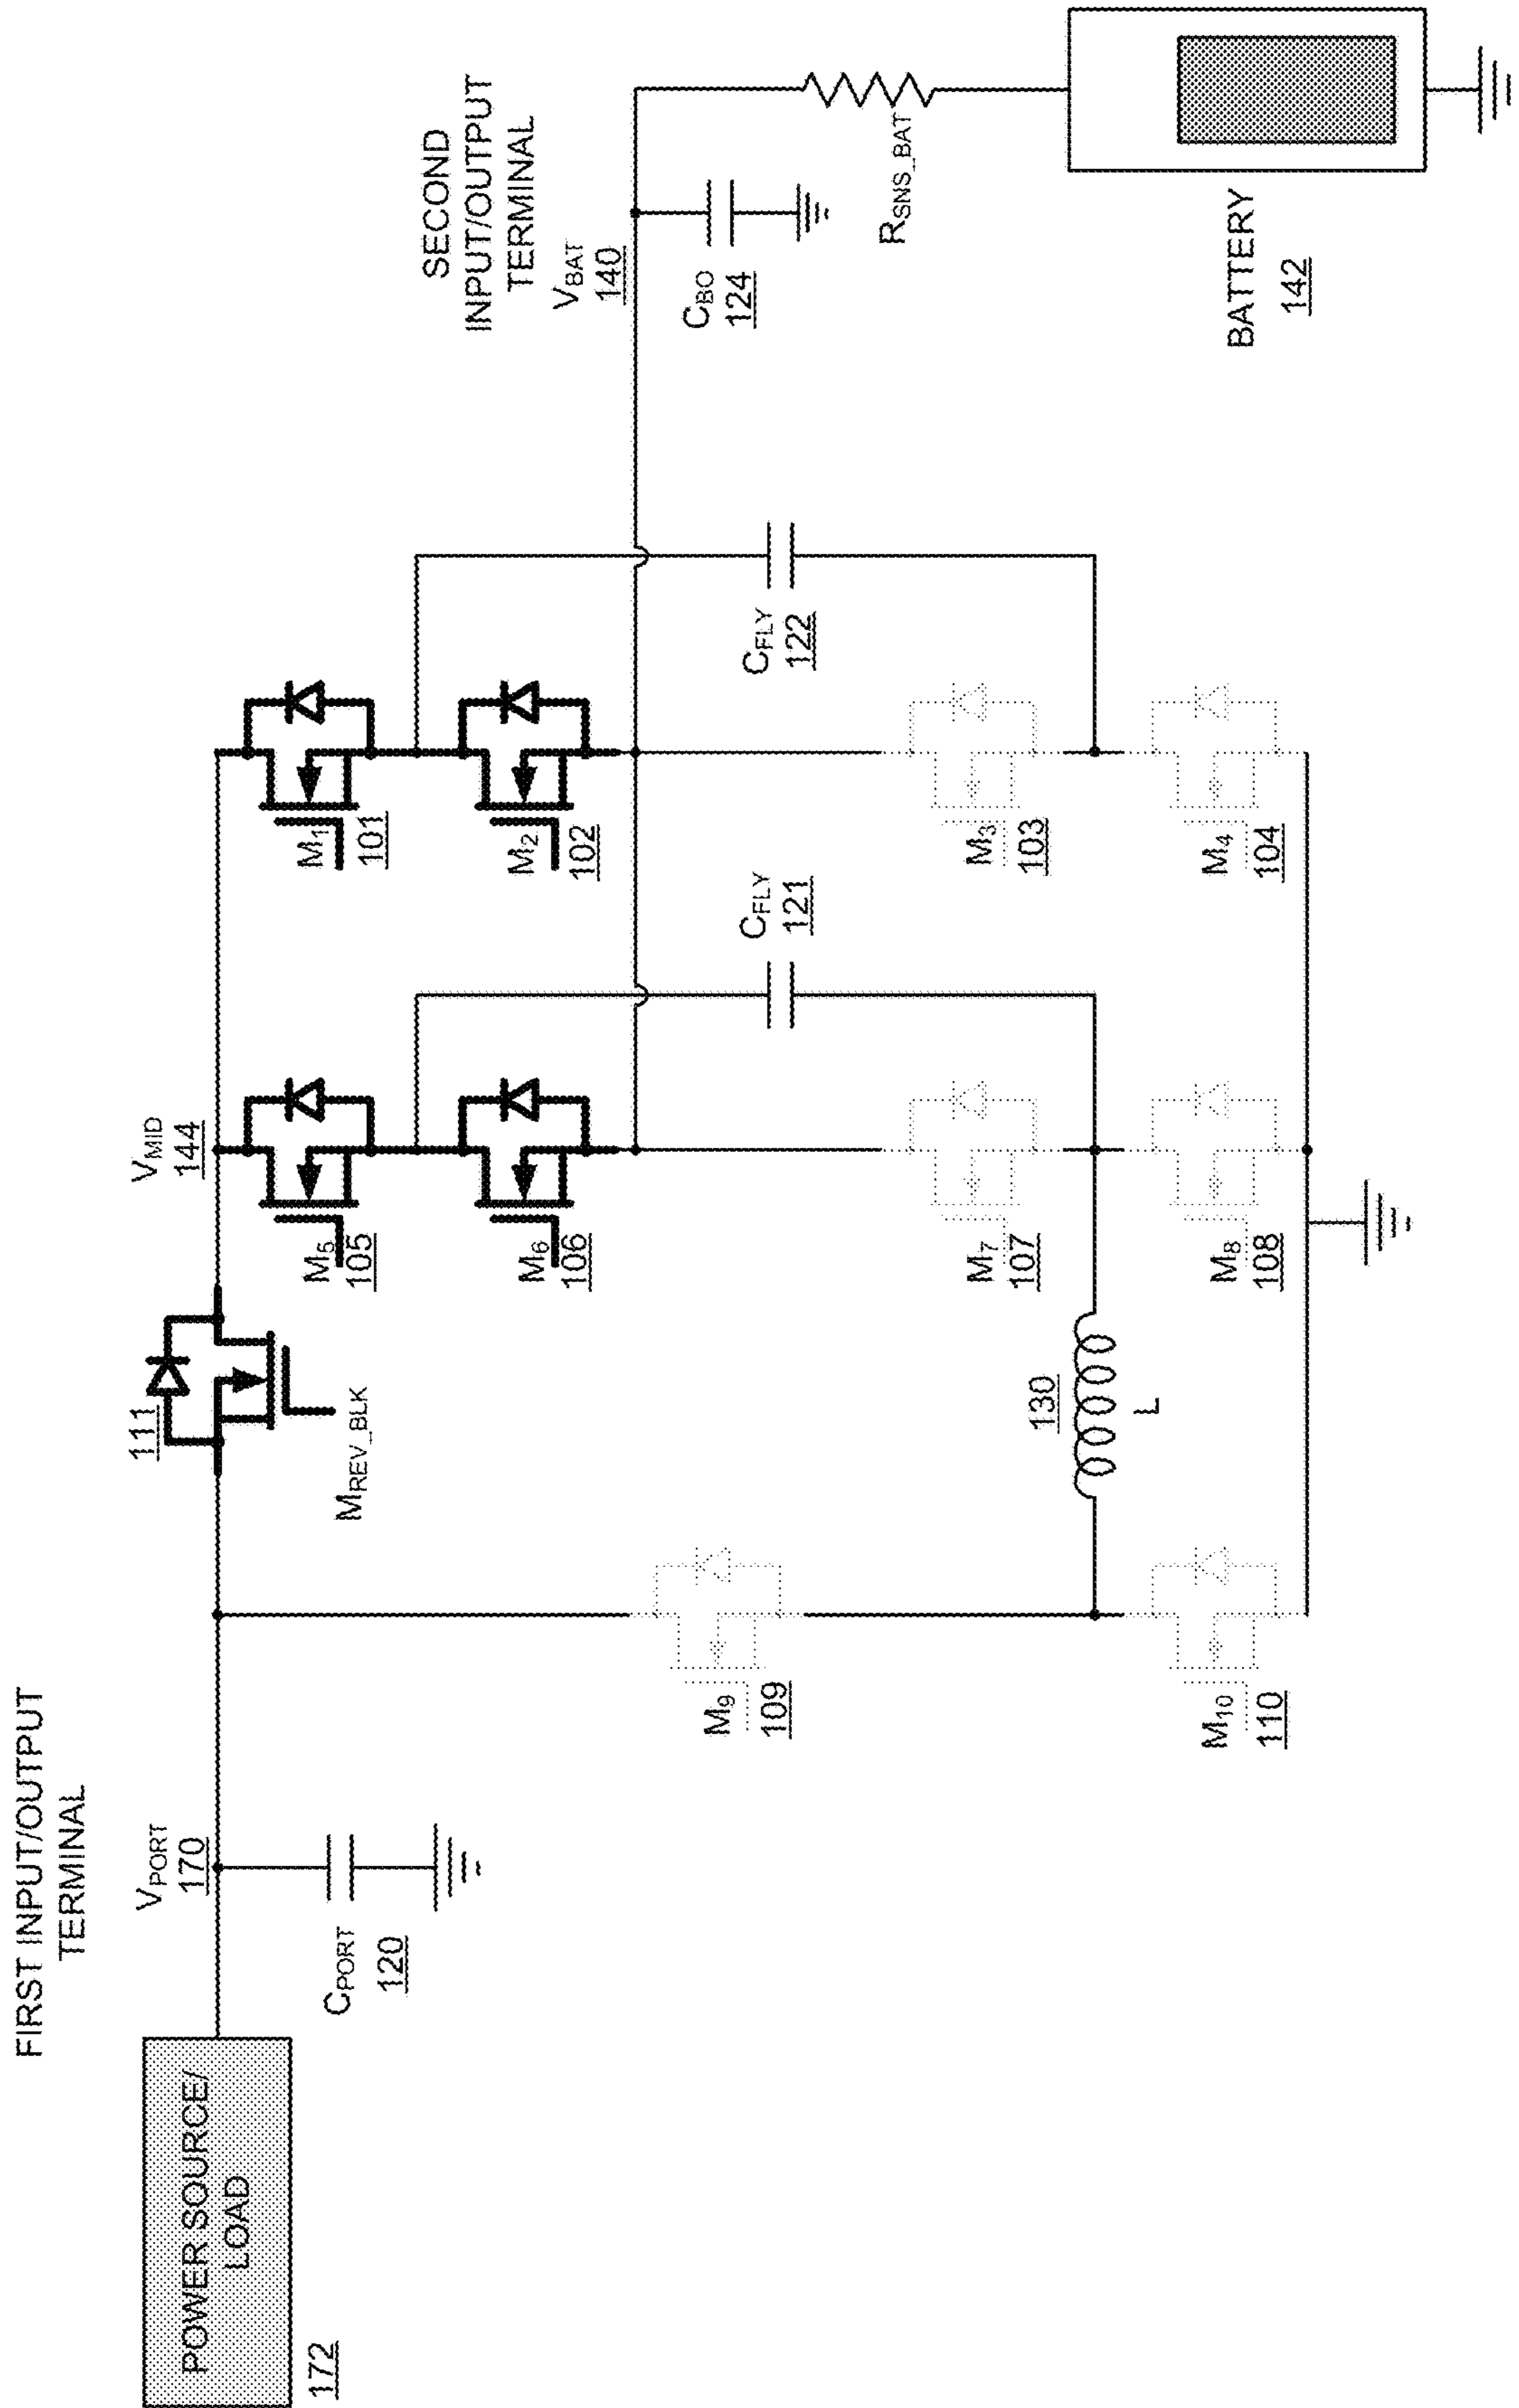 FIRST INPUT/OUTPUT
TERMINAL
POWER SOURCE/
LOAD
172
VPORT
170
CPORT
120
111
MREV_BLK
VMID
144
M5
105
M6
106
M1
101
M2
102
M9
109
M10
110
130
L
M7
107
M8
108
CFLY
121
M3
103
M4
104
CFLY
122
SECOND
INPUT/OUTPUT
TERMINAL
VBAT
140
CBO
124
RSNS_BAT
BATTERY
142